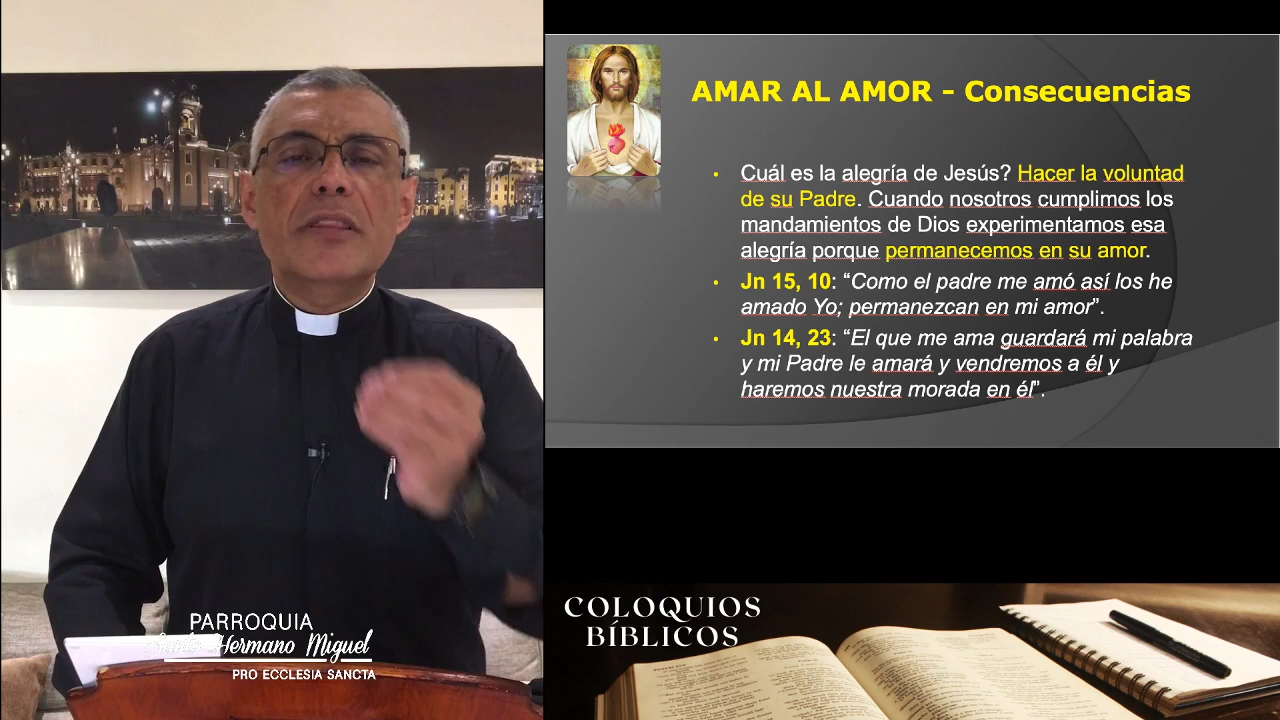 AMAR AL AMOR - Consecuencias
• Cuál es la alegría de Jesús? Hacer la voluntad
de su Padre. Cuando nosotros cumplimos los
mandamientos de Dios experimentamos esa
alegría porque permanecemos en su amor.
• Jn 15, 10: “Como el padre me amó así los he
amado Yo; permanezcan en mi amor”.
• Jn 14, 23: “El que me ama guardará mi palabra
y mi Padre le amará y vendremos a él y
haremos nuestra morada en él”.
PARROQUIA
Santo Hermano Miguel
PRO ECCLESIA SANCTA
COLOQUIOS
BÍBLICOS